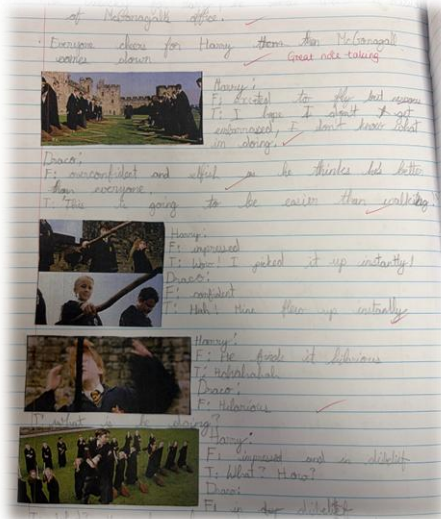 of McGonagall's office.
Everyone cheers for Harry then McGonagall
comes down
Great note taking
Harry:
F: excited to fly but
T: I hope I don't get
embarrassed, I don't know what
im doing.
Draco:
F: overconfident and selfish as he thinks he's better
than everyone.
T: This is going to be easier than walking
Harry:
F: impressed
T: Wow! I picked it up instantly!
Draco:
F: confident
T: Hah! Mine flew up instantly
Harry:
F: He finds it hilarious
T: Hahahahah
Draco:
F: Hilarious
T: what is he doing?
Harry:
F: impressed and in
T: What? How?
Draco:
F: in